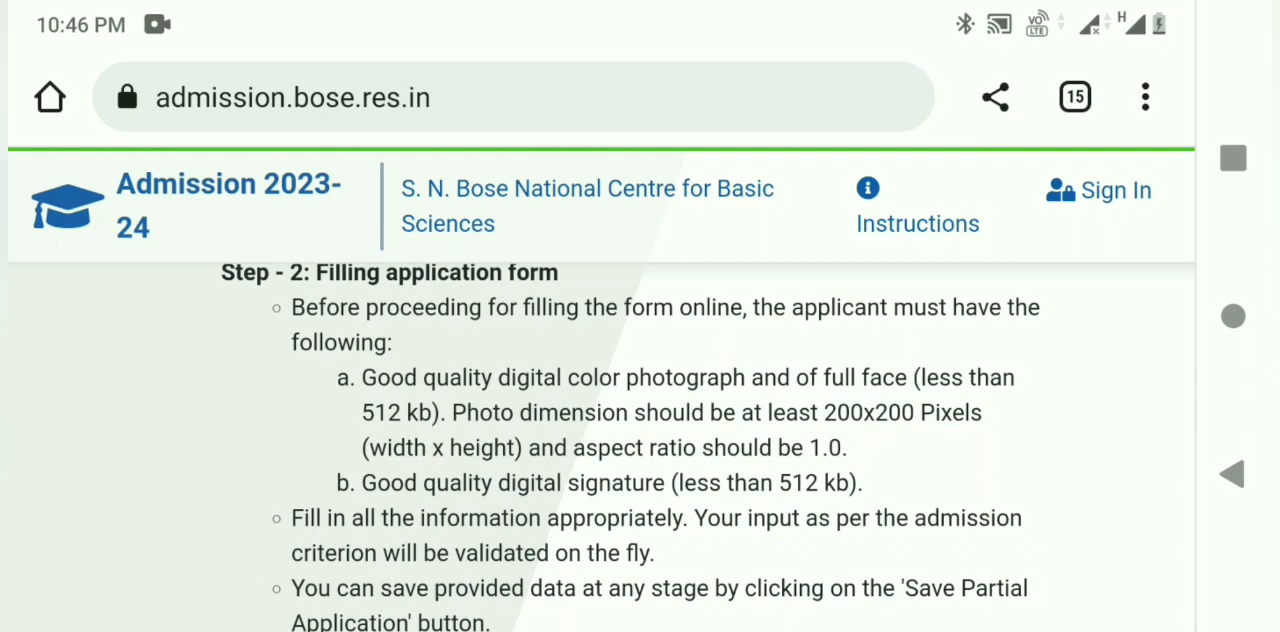 10:46 PM
VO LTE H
admission.bose.res.in
15
Admission 2023-
24
S. N. Bose National Centre for Basic
Sciences
Instructions
Sign In
Step - 2: Filling application form
Before proceeding for filling the form online, the applicant must have the
following:
a. Good quality digital color photograph and of full face (less than
512 kb). Photo dimension should be at least 200x200 Pixels
(width x height) and aspect ratio should be 1.0.
b. Good quality digital signature (less than 512 kb).
Fill in all the information appropriately. Your input as per the admission
criterion will be validated on the fly.
You can save provided data at any stage by clicking on the 'Save Partial
Application' button.